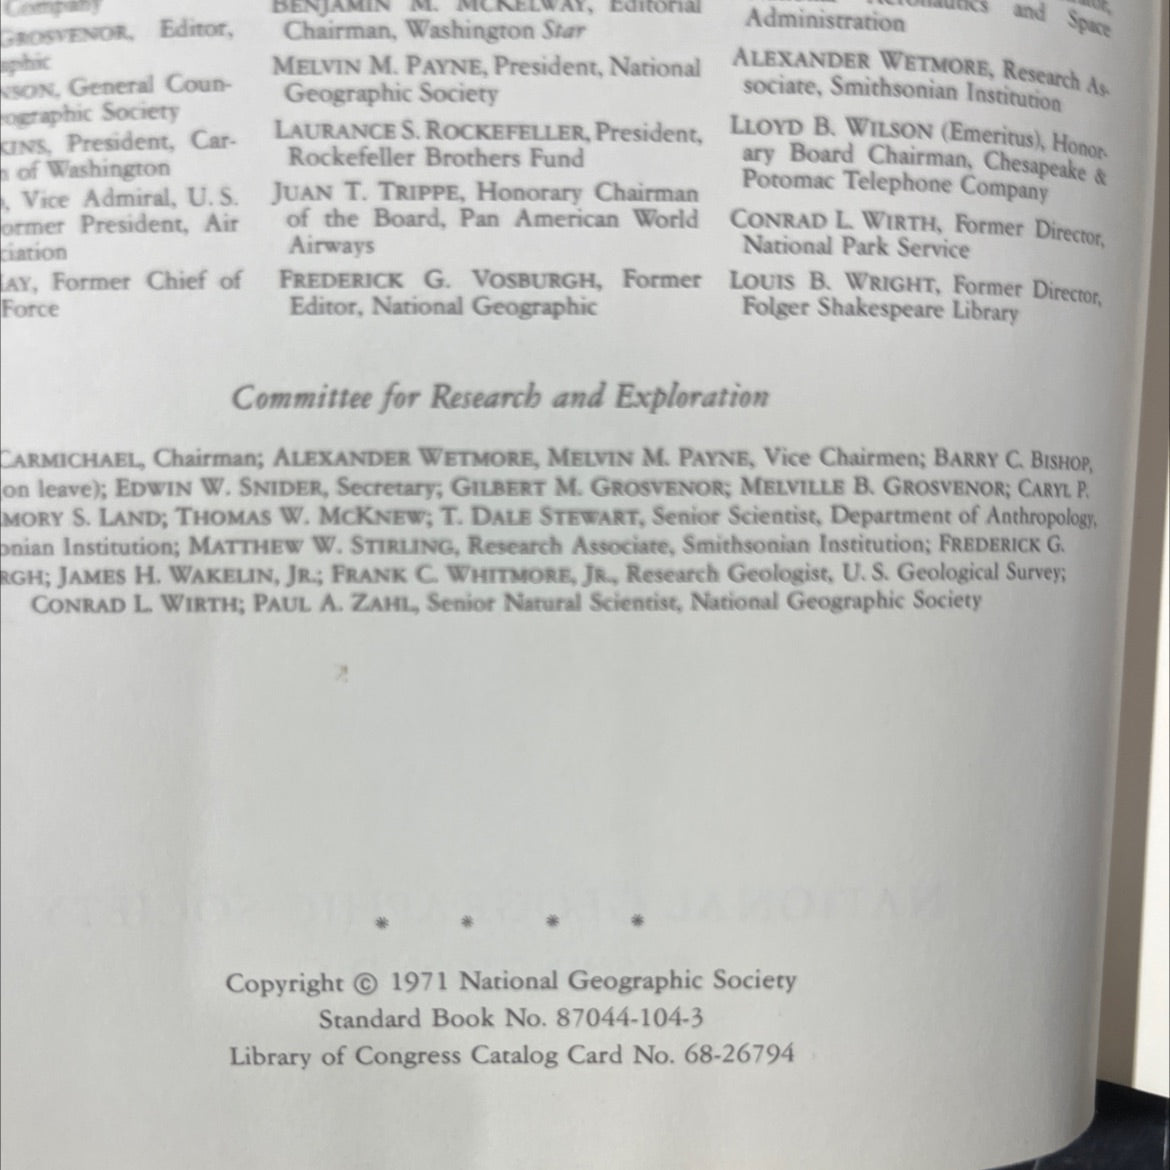 Company
GROSVENOR, Editor,
aphic
NSON, General Coun-
ographic Society
KINS, President, Car-
n of Washington
, Vice Admiral, U. S.
ormer President, Air
ciation
AY, Former Chief of
Force
BENJAMIN M. MCKELWAY, Editorial
Chairman, Washington Star
MELVIN M. PAYNE, President, National
Geographic Society
LAURANCE S. ROCKEFELLER, President,
Rockefeller Brothers Fund
JUAN T. TRIPPE, Honorary Chairman
of the Board, Pan American World
Airways
FREDERICK G. VOSBURGH, Former
Editor, National Geographic
Aeronautics and Space
Administration
ALEXANDER WETMORE, Research As-
sociate, Smithsonian Institution
LLOYD B. WILSON (Emeritus), Honor-
ary Board Chairman, Chesapeake &
Potomac Telephone Company
CONRAD L. WIRTH, Former Director,
National Park Service
LOUIS B. WRIGHT, Former Director,
Folger Shakespeare Library
Committee for Research and Exploration
CARMICHAEL, Chairman; ALEXANDER WETMORE, MELVIN M. PAYNE, Vice Chairmen; BARRY C. BISHOP,
on leave); EDWIN W. SNIDER, Secretary; GILBERT M. GROSVENOR; MELVILLE B. GROSVENOR; CARYL P.
MORY S. LAND; THOMAS W. MCKNEW; T. DALE STEWART, Senior Scientist, Department of Anthropology,
onian Institution; MATTHEW W. STIRLING, Research Associate, Smithsonian Institution; FREDERICK G.
RGH; JAMES H. WAKELIN, JR.; FRANK C. WHITMORE, JR., Research Geologist, U. S. Geological Survey;
CONRAD L. WIRTH; PAUL A. ZAHL, Senior Natural Scientist, National Geographic Society
* * * *
Copyright © 1971 National Geographic Society
Standard Book No. 87044-104-3
Library of Congress Catalog Card No. 68-26794